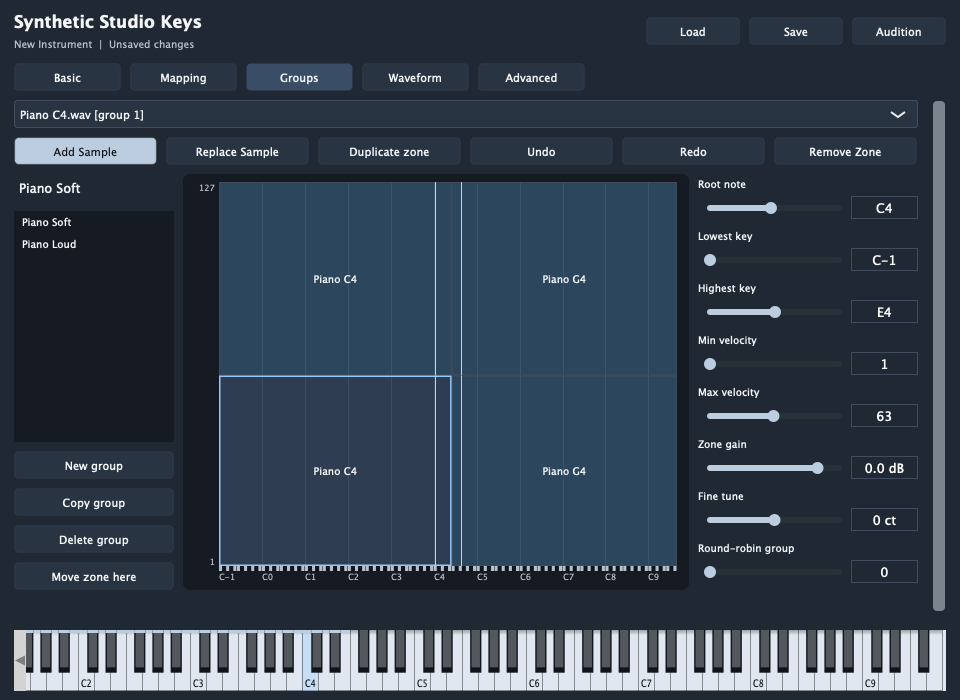 Synthetic Studio Keys
New Instrument | Unsaved changes
Load
Save
Audition
Basic
Mapping
Groups
Waveform
Advanced
Piano C4.wav [group 1]
Add Sample
Replace Sample
Duplicate zone
Undo
Redo
Remove Zone
Piano Soft
Piano Soft
Piano Loud
New group
Copy group
Delete group
Move zone here
127
Piano C4
Piano G4
Piano C4
Piano G4
1
C-1 C0 C1 C2 C3 C4 C5 C6 C7 C8 C9
Root note
C4
Lowest key
C-1
Highest key
E4
Min velocity
1
Max velocity
63
Zone gain
0.0 dB
Fine tune
0 ct
Round-robin group
0
C2 C3 C4 C5 C6 C7 C8 C9